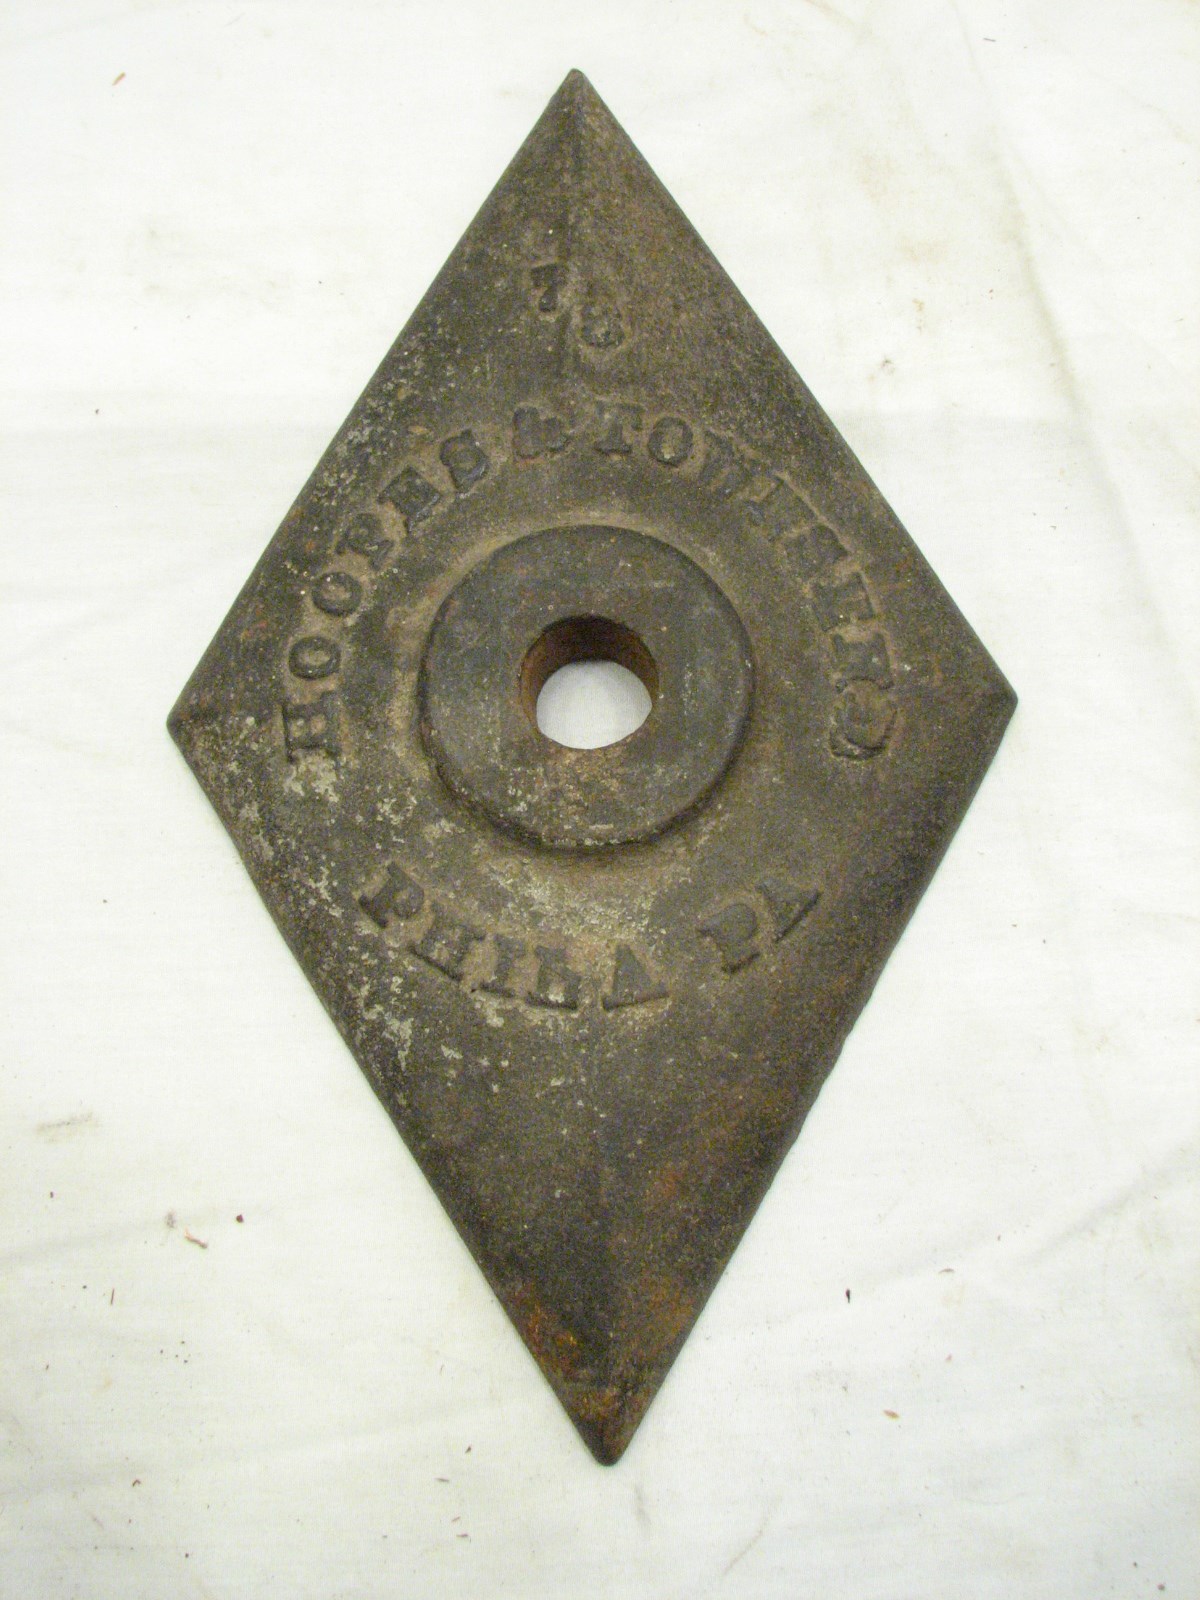 7
8
HOOPES & TOWNSEND
PHILA PA